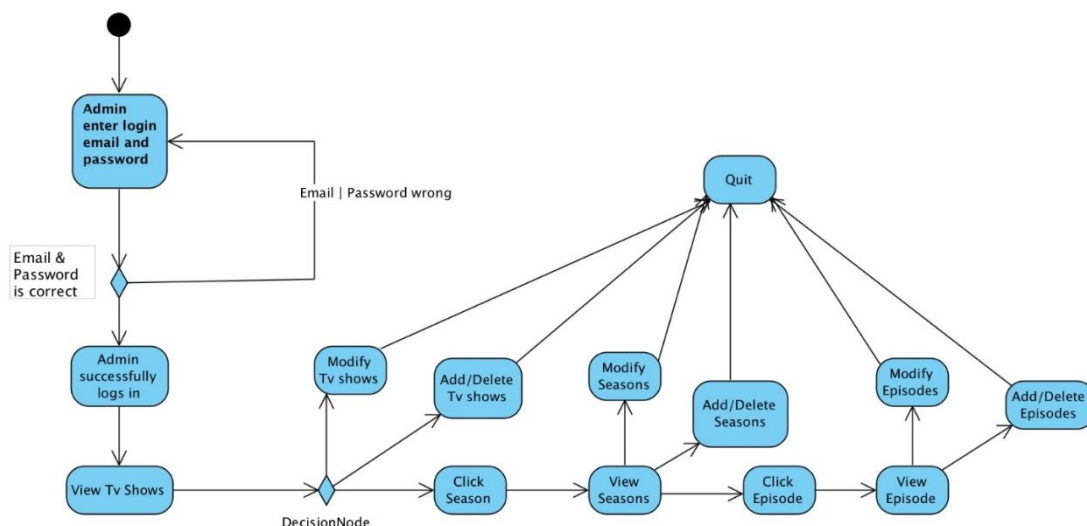 Admin
enter login
email and
password
Email | Password wrong
Quit
Email &
Password
is correct
Admin
successfully
logs in
Modify
Tv shows
Add/Delete
Tv shows
Modify
Seasons
Add/Delete
Seasons
Modify
Episodes
Add/Delete
Episodes
View Tv Shows
Click
Season
View
Seasons
Click
Episode
View
Episode
DecisionNode